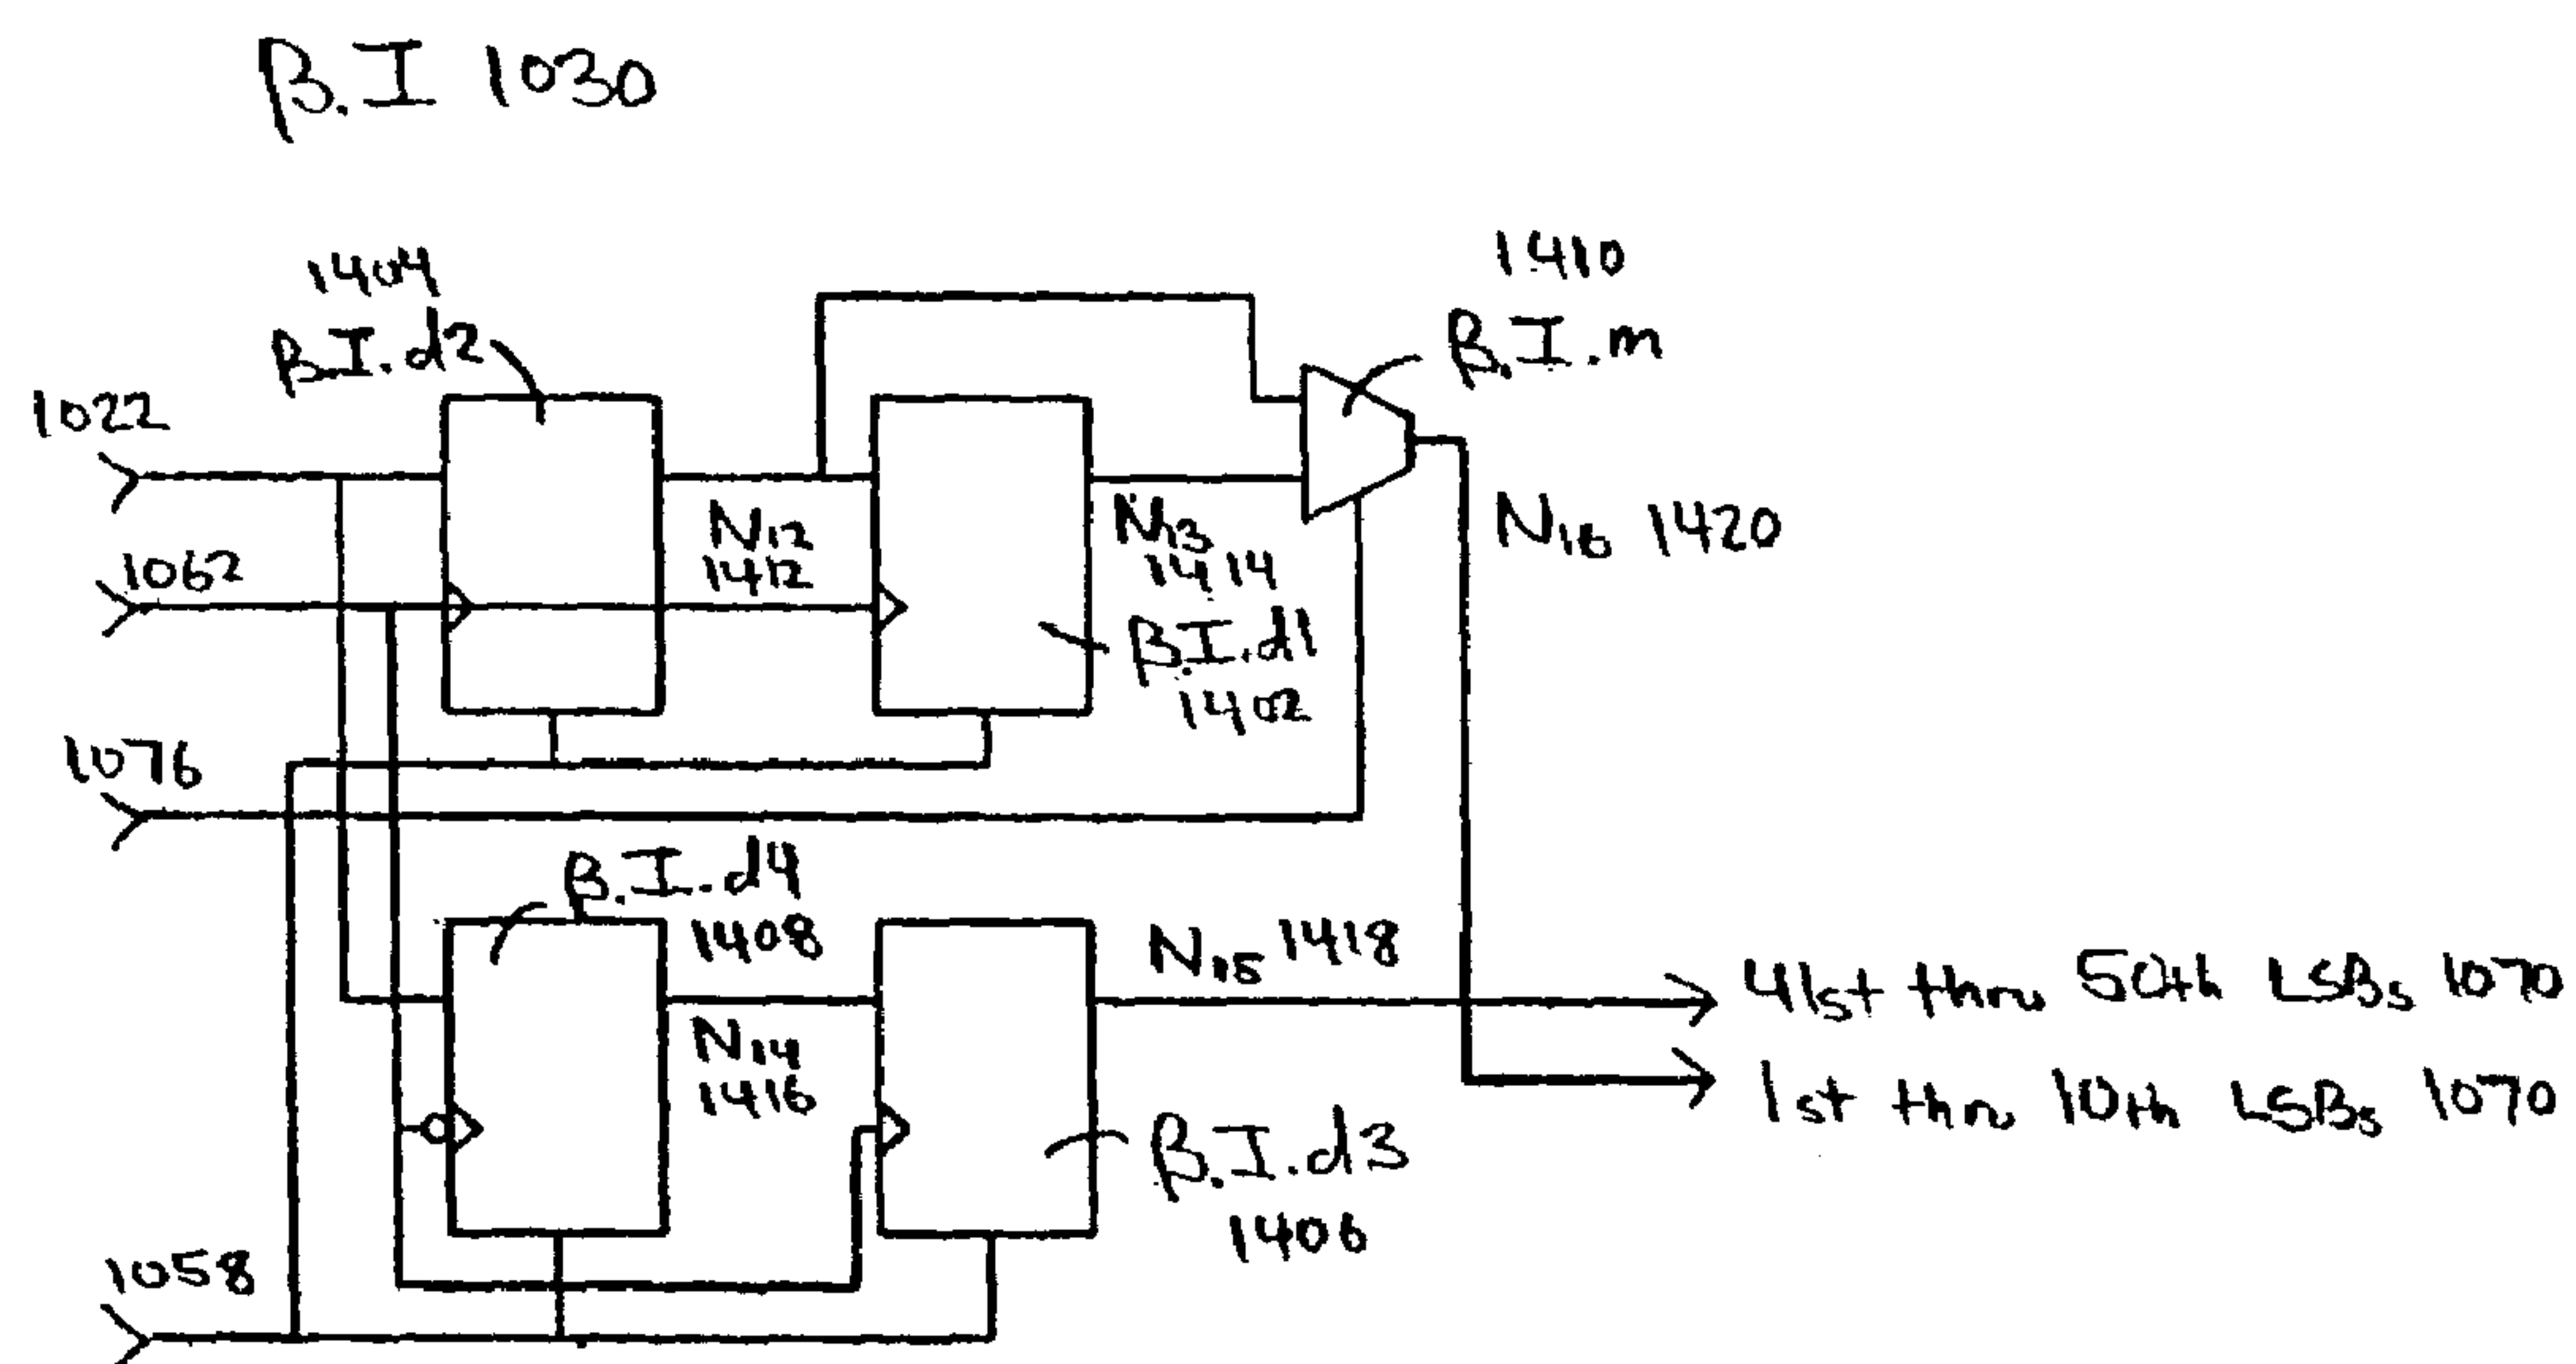 β.I 1030
1404
β.I.d2
1410
β.I.m
1022
N12
1412
N13
1414
N16 1420
1062
β.I.d1
1402
1076
β.I.d4
1408
N15 1418
41st thru 50th LSBs 1070
N14
1416
1st thru 10th LSBs 1070
β.I.d3
1406
1058